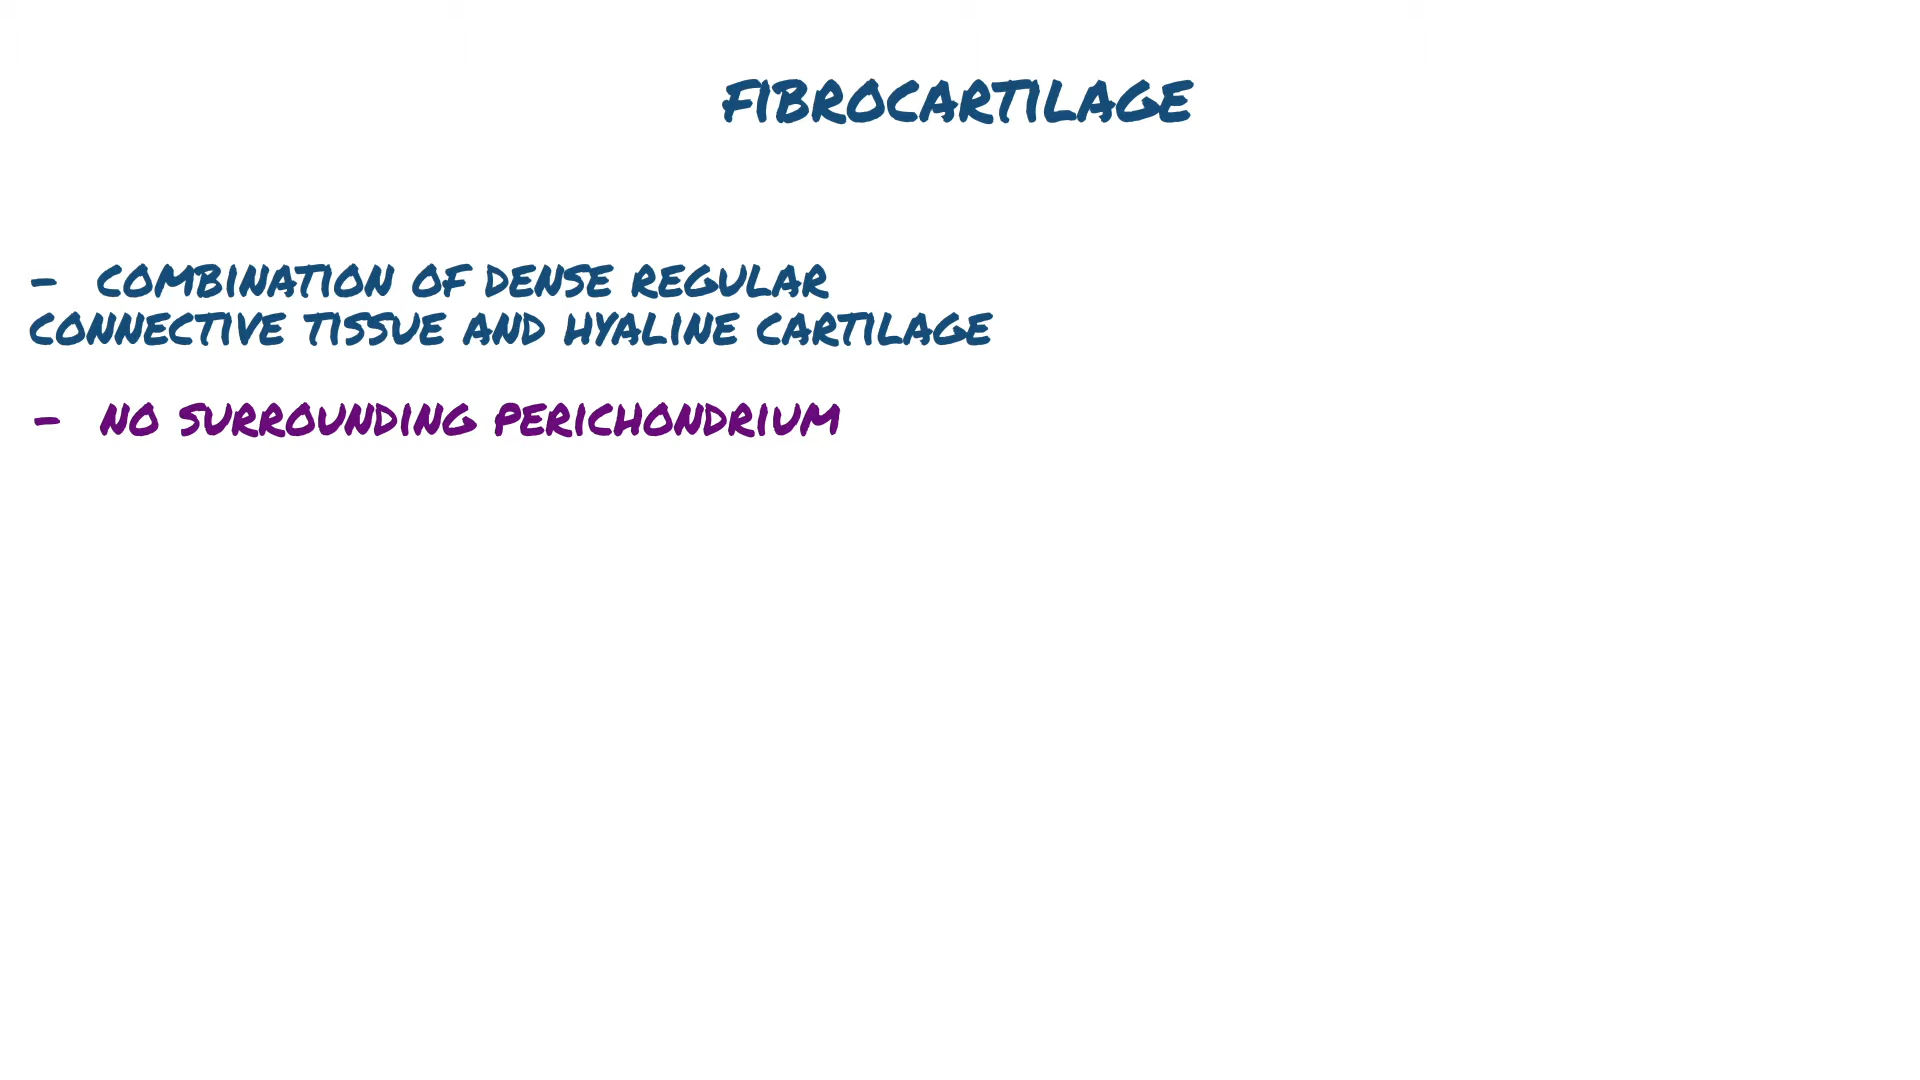 FIBROCARTILAGE
- COMBINATION OF DENSE REGULAR
CONNECTIVE TISSUE AND HYALINE CARTILAGE
- NO SURROUNDING PERICHONDRIUM